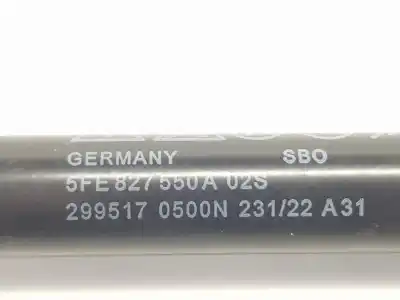 GERMANY SBO
5FE 827 550 A 02S
299517 0500N 231/22 A31